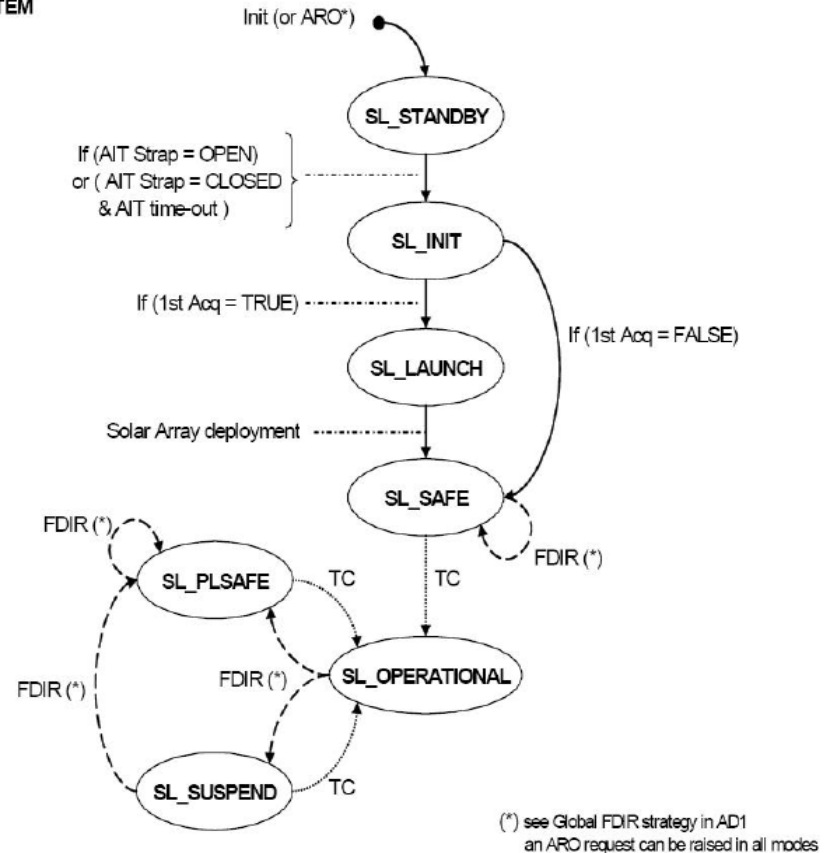 Init (or ARO*)
SL_STANDBY
If (AIT Strap = OPEN)
or ( AIT Strap = CLOSED
& AIT time-out )
SL_INIT
If (1st Acq = TRUE)
If (1st Acq = FALSE)
SL_LAUNCH
Solar Array deployment
SL_SAFE
FDIR (*)
FDIR (*)
SL_PLSAFE
TC
TC
FDIR (*)
SL_OPERATIONAL
FDIR (*)
SL_SUSPEND
TC
(*) see Global FDIR strategy in AD1
an ARO request can be raised in all modes